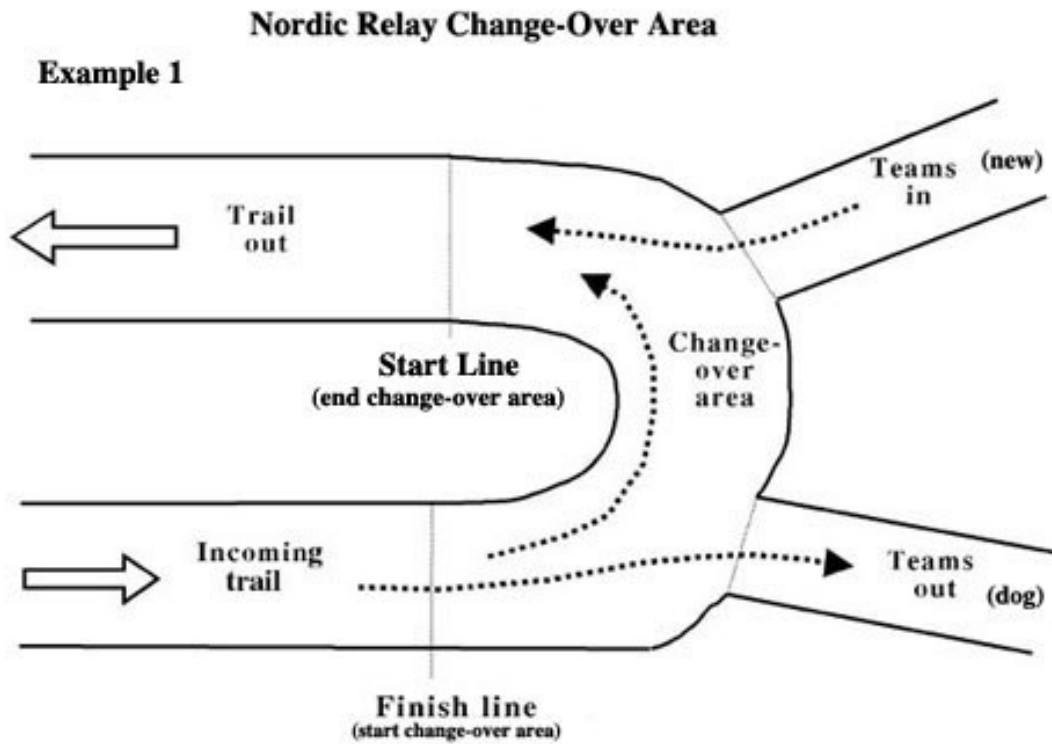 Nordic Relay Change-Over Area
Example 1
Teams (new)
in
Trail
out
Change-
over
area
Start Line
(end change-over area)
Incoming
trail
Teams
out (dog)
Finish line
(start change-over area)